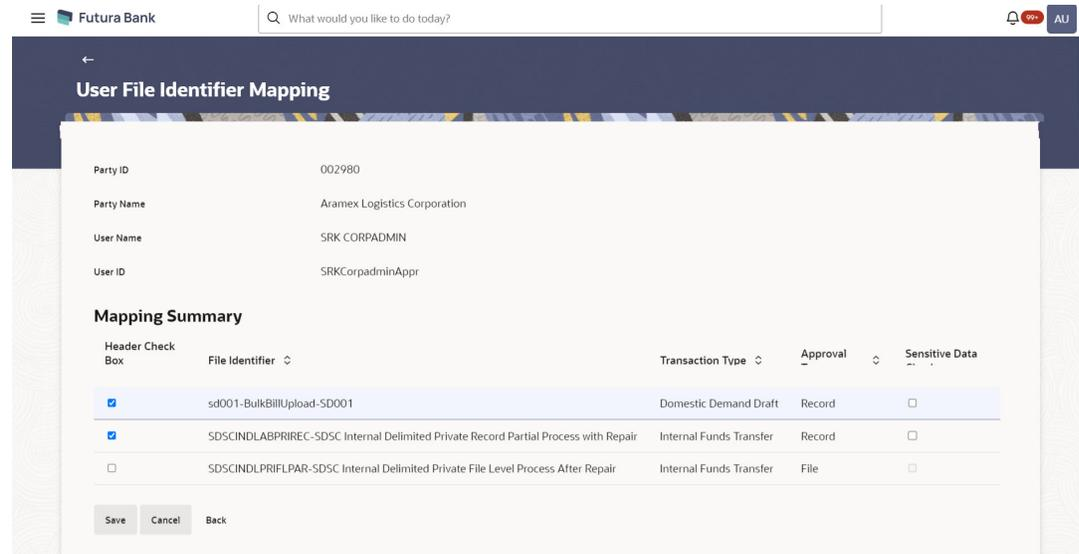 Futura Bank
What would you like to do today?
99+
AU
User File Identifier Mapping
Party ID 002980
Party Name Aramex Logistics Corporation
User Name SRK CORPADMIN
User ID SRKCorpadminAppr
Mapping Summary
Header Check Box File Identifier Transaction Type Approval Sensitive Data
sd001-BulkBillUpload-SD001 Domestic Demand Draft Record
SDSCINDLABPRIREC-SDSC Internal Delimited Private Record Partial Process with Repair Internal Funds Transfer Record
SDSCINDLPRIFLPAR-SDSC Internal Delimited Private File Level Process After Repair Internal Funds Transfer File
Save Cancel Back